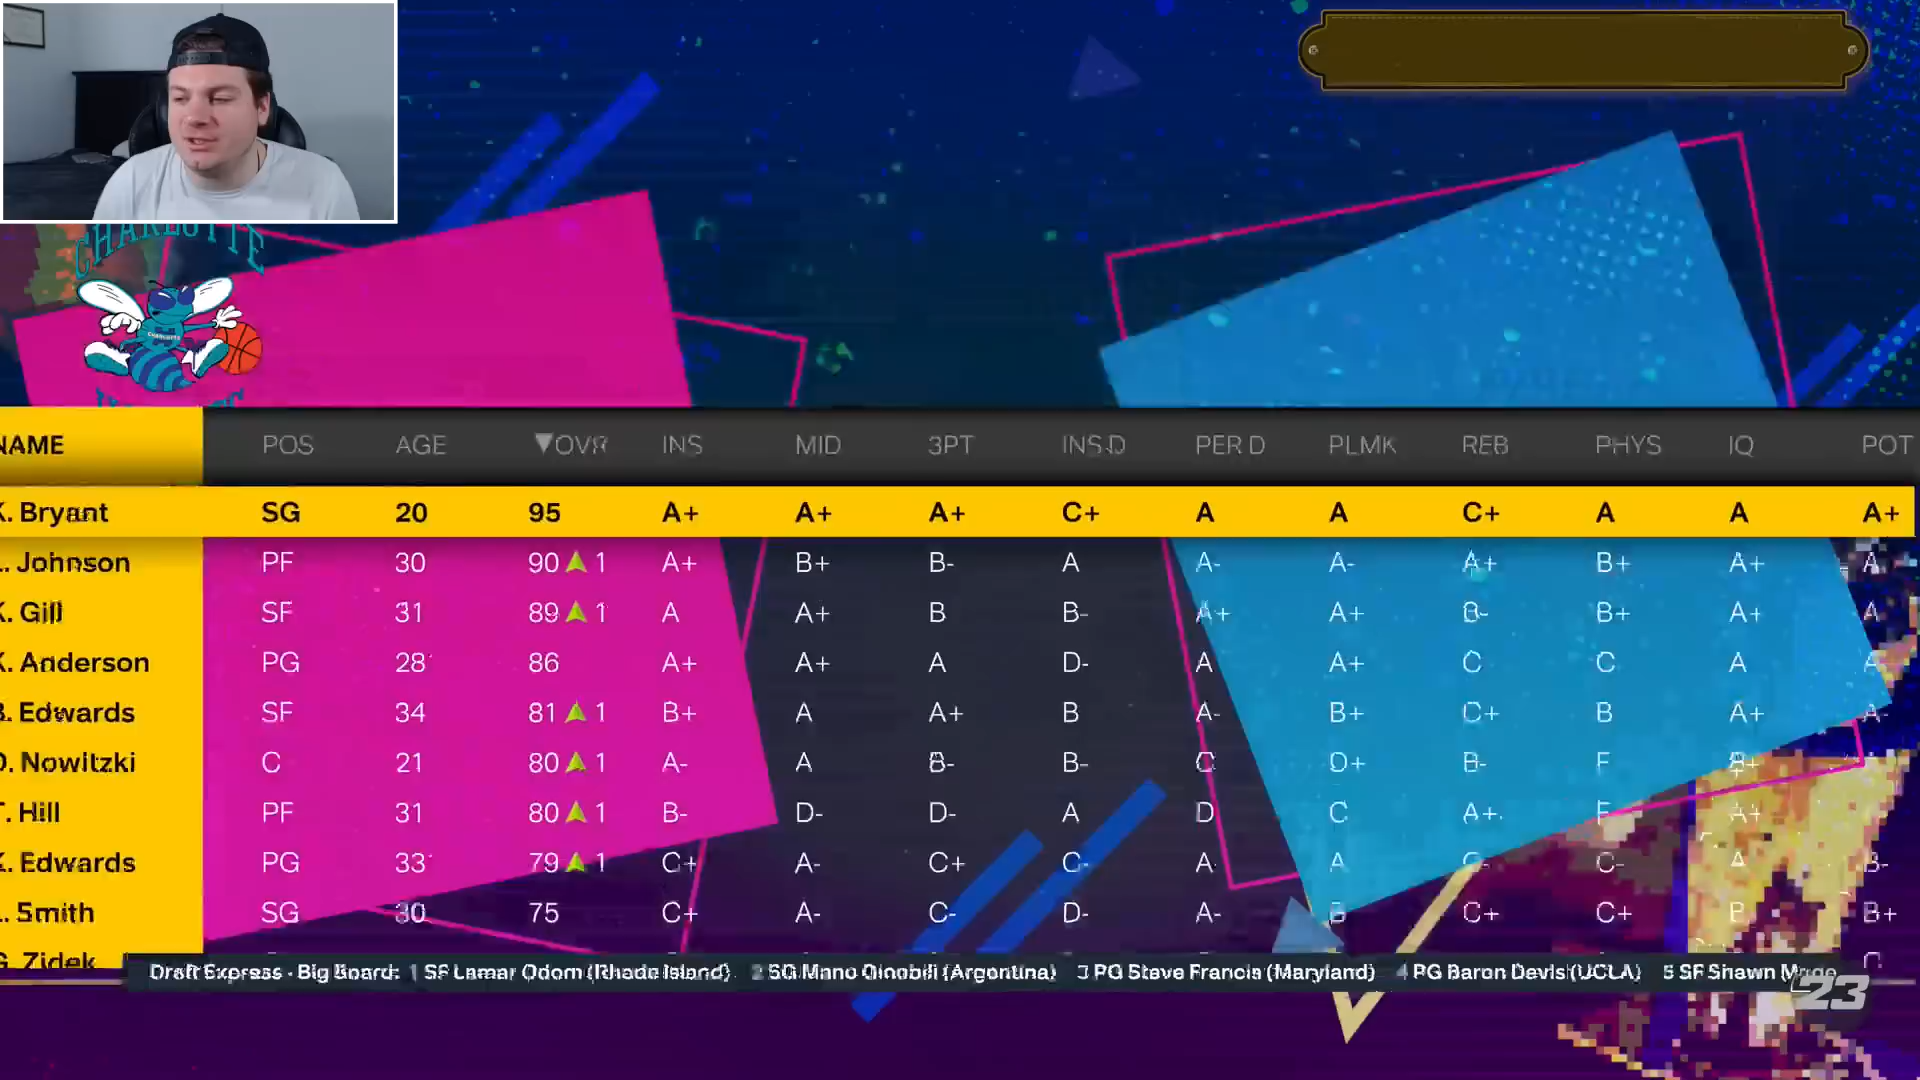 CHARLOTTE
NAME POS AGE ▼OVR INS MID 3PT INS.D PER D PLMK REB PHYS IQ POT
K. Bryant SG 20 95 A+ A+ A+ C+ A A C+ A A A+
. Johnson PF 30 90 ▲ 1 A+ B+ B- A A- A- A+ B+ A+ A
K. Gill SF 31 89 ▲ 1 A A+ B B- A+ A+ B- B+ A+ A
K. Anderson PG 28 86 A+ A+ A D- A A+ C C A
B. Edwards SF 34 81 ▲ 1 B+ A A+ B A- B+ C+ B A+ A-
D. Nowitzki C 21 80 ▲ 1 A- A B- B- C D+ B- F B+
T. Hill PF 31 80 ▲ 1 B- D- D- A D C A+ F A+
. Edwards PG 33 79 ▲ 1 C+ A- C+ C- A- A C- C- A B-
. Smith SG 30 75 C+ A- C- D- A- B C+ C+ B+
G. Zidek
Draft Express - Big Board: 1 SF Lamar Odom (Rhode Island) 2 SG Manu Ginobili (Argentina) 3 PG Steve Francis (Maryland) 4 PG Baron Davis (UCLA) 5 SF Shawn
23